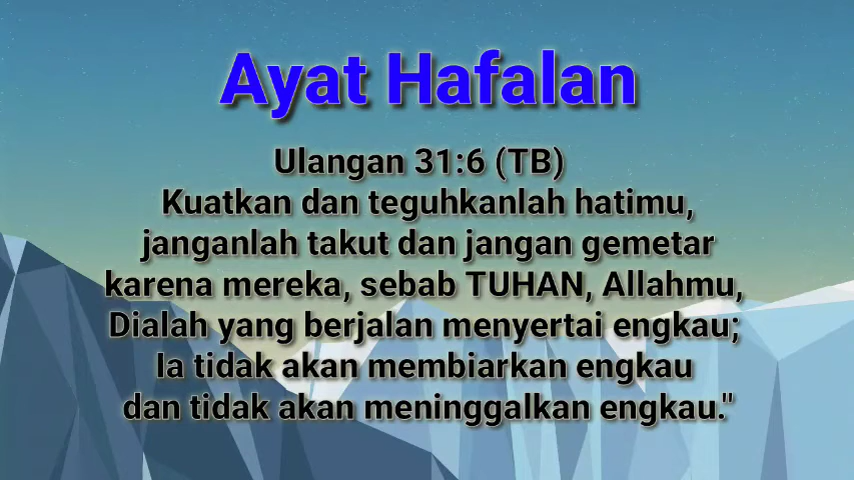 Ayat Hafalan
Ulangan 31:6 (TB)
Kuatkan dan teguhkanlah hatimu,
janganlah takut dan jangan gemetar
karena mereka, sebab TUHAN, Allahmu,
Dialah yang berjalan menyertai engkau;
Ia tidak akan membiarkan engkau
dan tidak akan meninggalkan engkau."